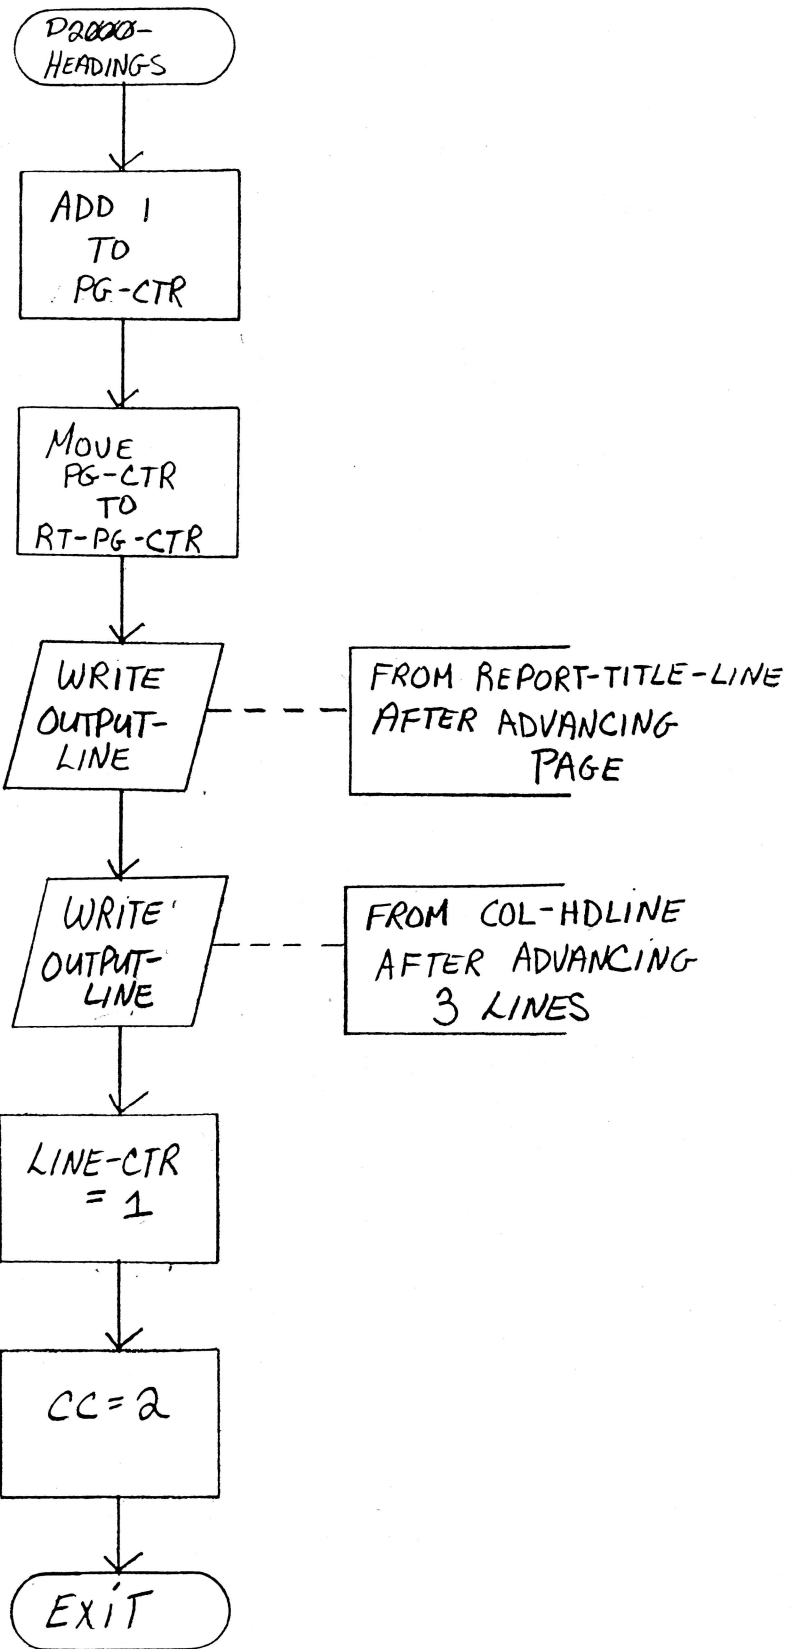 D2000-
HEADINGS
ADD 1
TO
PG-CTR
MOVE
PG-CTR
TO
RT-PG-CTR
WRITE
OUTPUT-
LINE
FROM REPORT-TITLE-LINE
AFTER ADVANCING
PAGE
WRITE
OUTPUT-
LINE
FROM COL-HDLINE
AFTER ADVANCING
3 LINES
LINE-CTR
= 1
CC = 2
EXiT